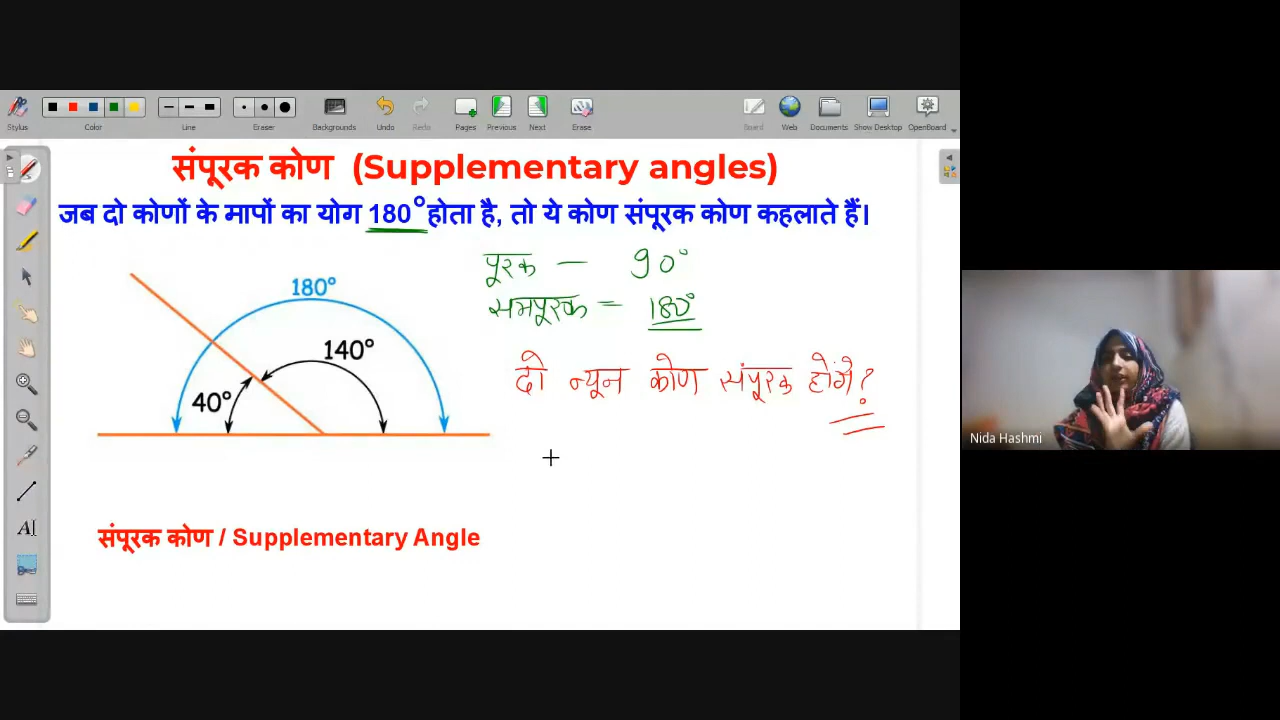 Stylus
Color
Line
Eraser
Backgrounds
Undo
Redo
Pages
Previous
Next
Erase
Board
Web
Documents
Show Desktop
OpenBoard
संपूरक कोण (Supplementary angles)
जब दो कोणों के मापों का योग 180° होता है, तो ये कोण संपूरक कोण कहलाते हैं।
180°
140°
40°
पूरक — 90°
समपूरक = 180°
दो न्यून कोण संपूरक होंगे?
संपूरक कोण / Supplementary Angle
Nida Hashmi